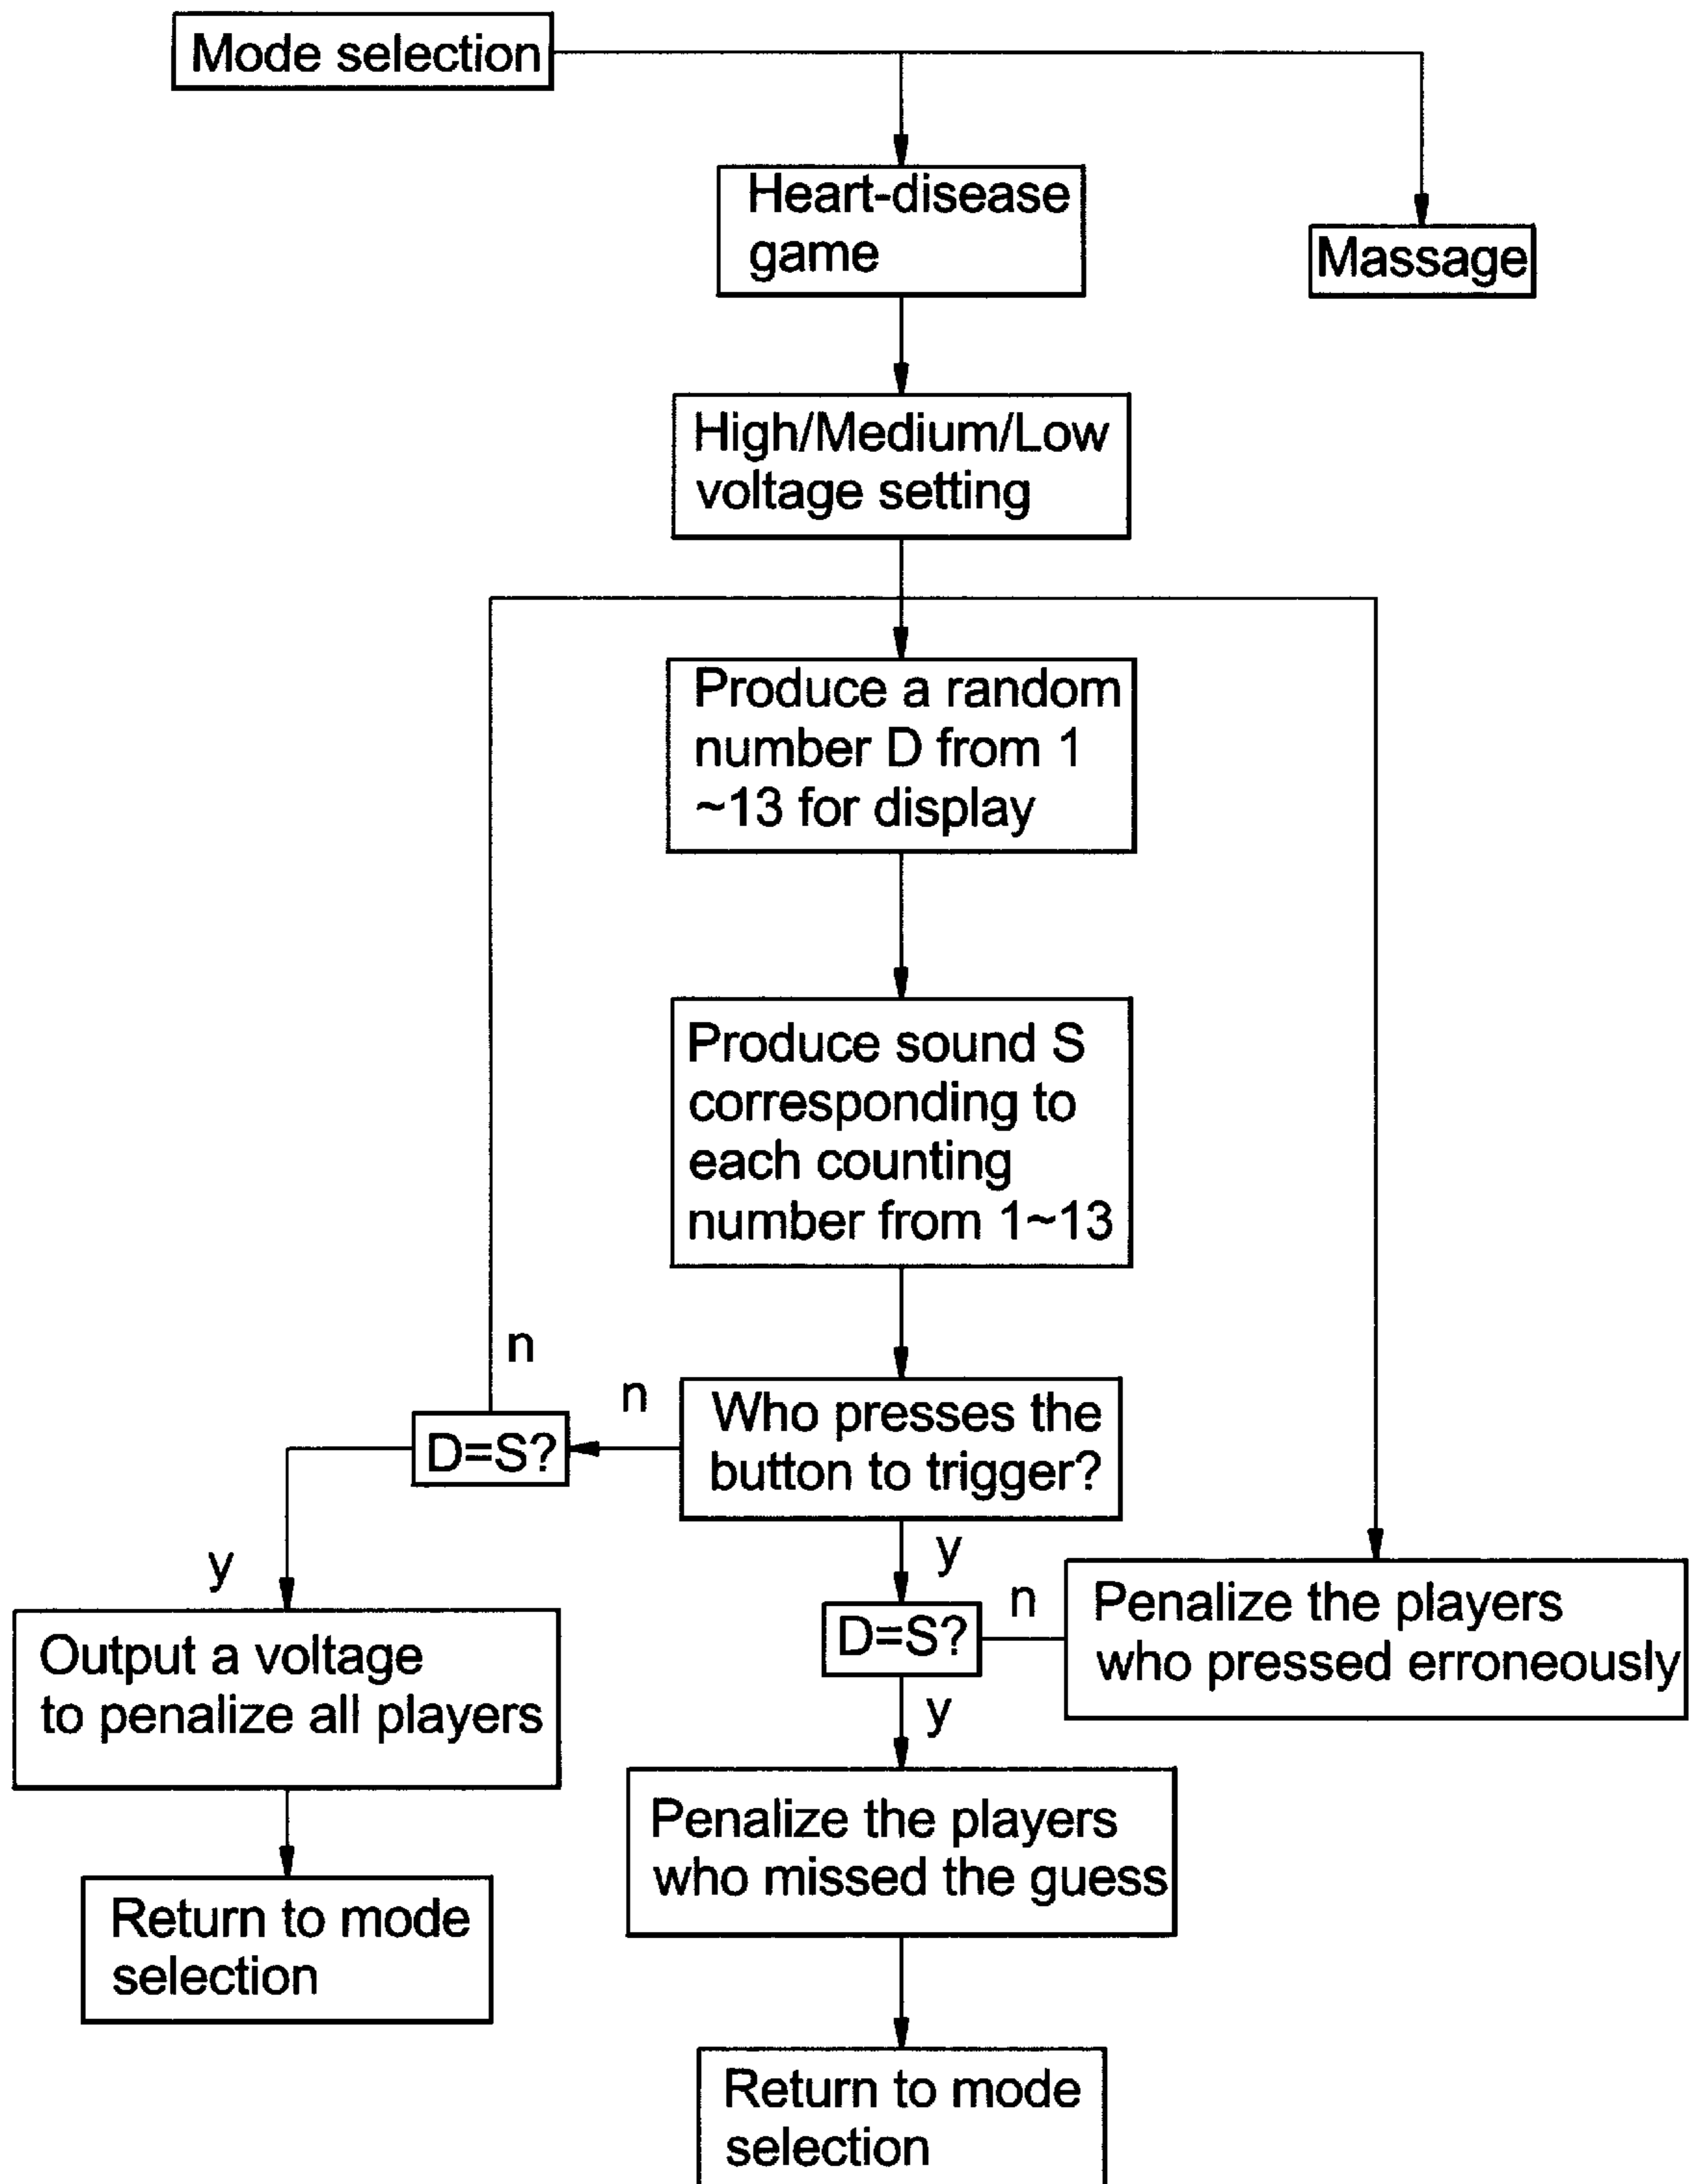 Mode selection
Heart-disease
game
Massage
High/Medium/Low
voltage setting
Produce a random
number D from 1
~13 for display
Produce sound S
corresponding to
each counting
number from 1~13
n
n
Who presses the
button to trigger?
D=S?
y
y
n
Penalize the players
who pressed erroneously
D=S?
Output a voltage
to penalize all players
y
Penalize the players
who missed the guess
Return to mode
selection
Return to mode
selection